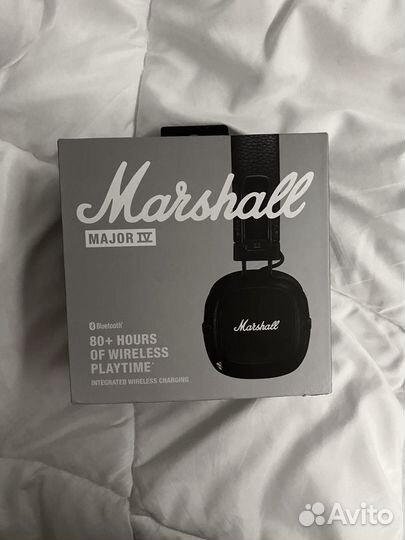 Marshall
MAJOR IV
Bluetooth®
80+ HOURS
OF WIRELESS
PLAYTIME*
INTEGRATED WIRELESS CHARGING
Marshall
Avito